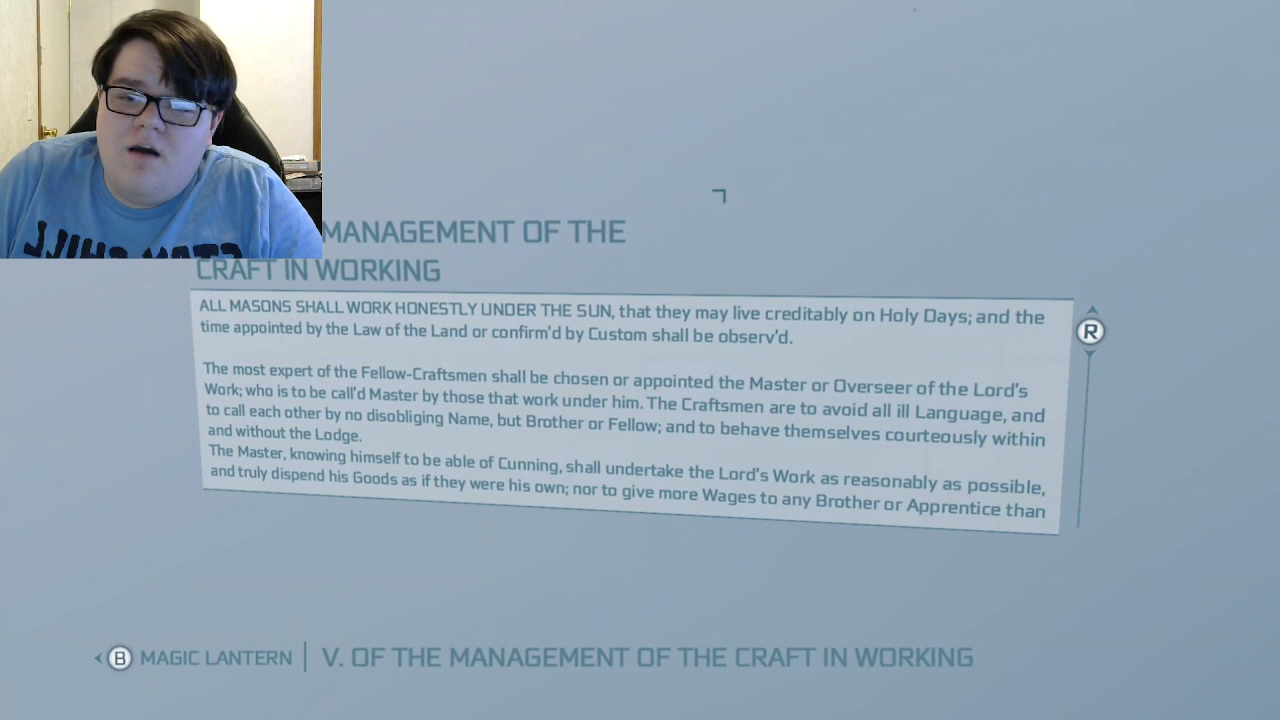 STAY CHILL
MANAGEMENT OF THE
CRAFT IN WORKING
ALL MASONS SHALL WORK HONESTLY UNDER THE SUN, that they may live creditably on Holy Days; and the
time appointed by the Law of the Land or confirm'd by Custom shall be observ'd.
The most expert of the Fellow-Craftsmen shall be chosen or appointed the Master or Overseer of the Lord's
Work; who is to be call'd Master by those that work under him. The Craftsmen are to avoid all ill Language, and
to call each other by no disobliging Name, but Brother or Fellow; and to behave themselves courteously within
and without the Lodge.
The Master, knowing himself to be able of Cunning, shall undertake the Lord's Work as reasonably as possible,
and truly dispend his Goods as if they were his own; nor to give more Wages to any Brother or Apprentice than
R
B MAGIC LANTERN | V. OF THE MANAGEMENT OF THE CRAFT IN WORKING